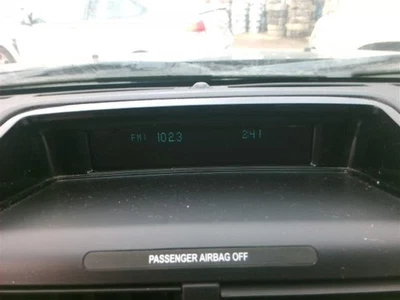 FM1 102.3 2:41
PASSENGER AIRBAG OFF